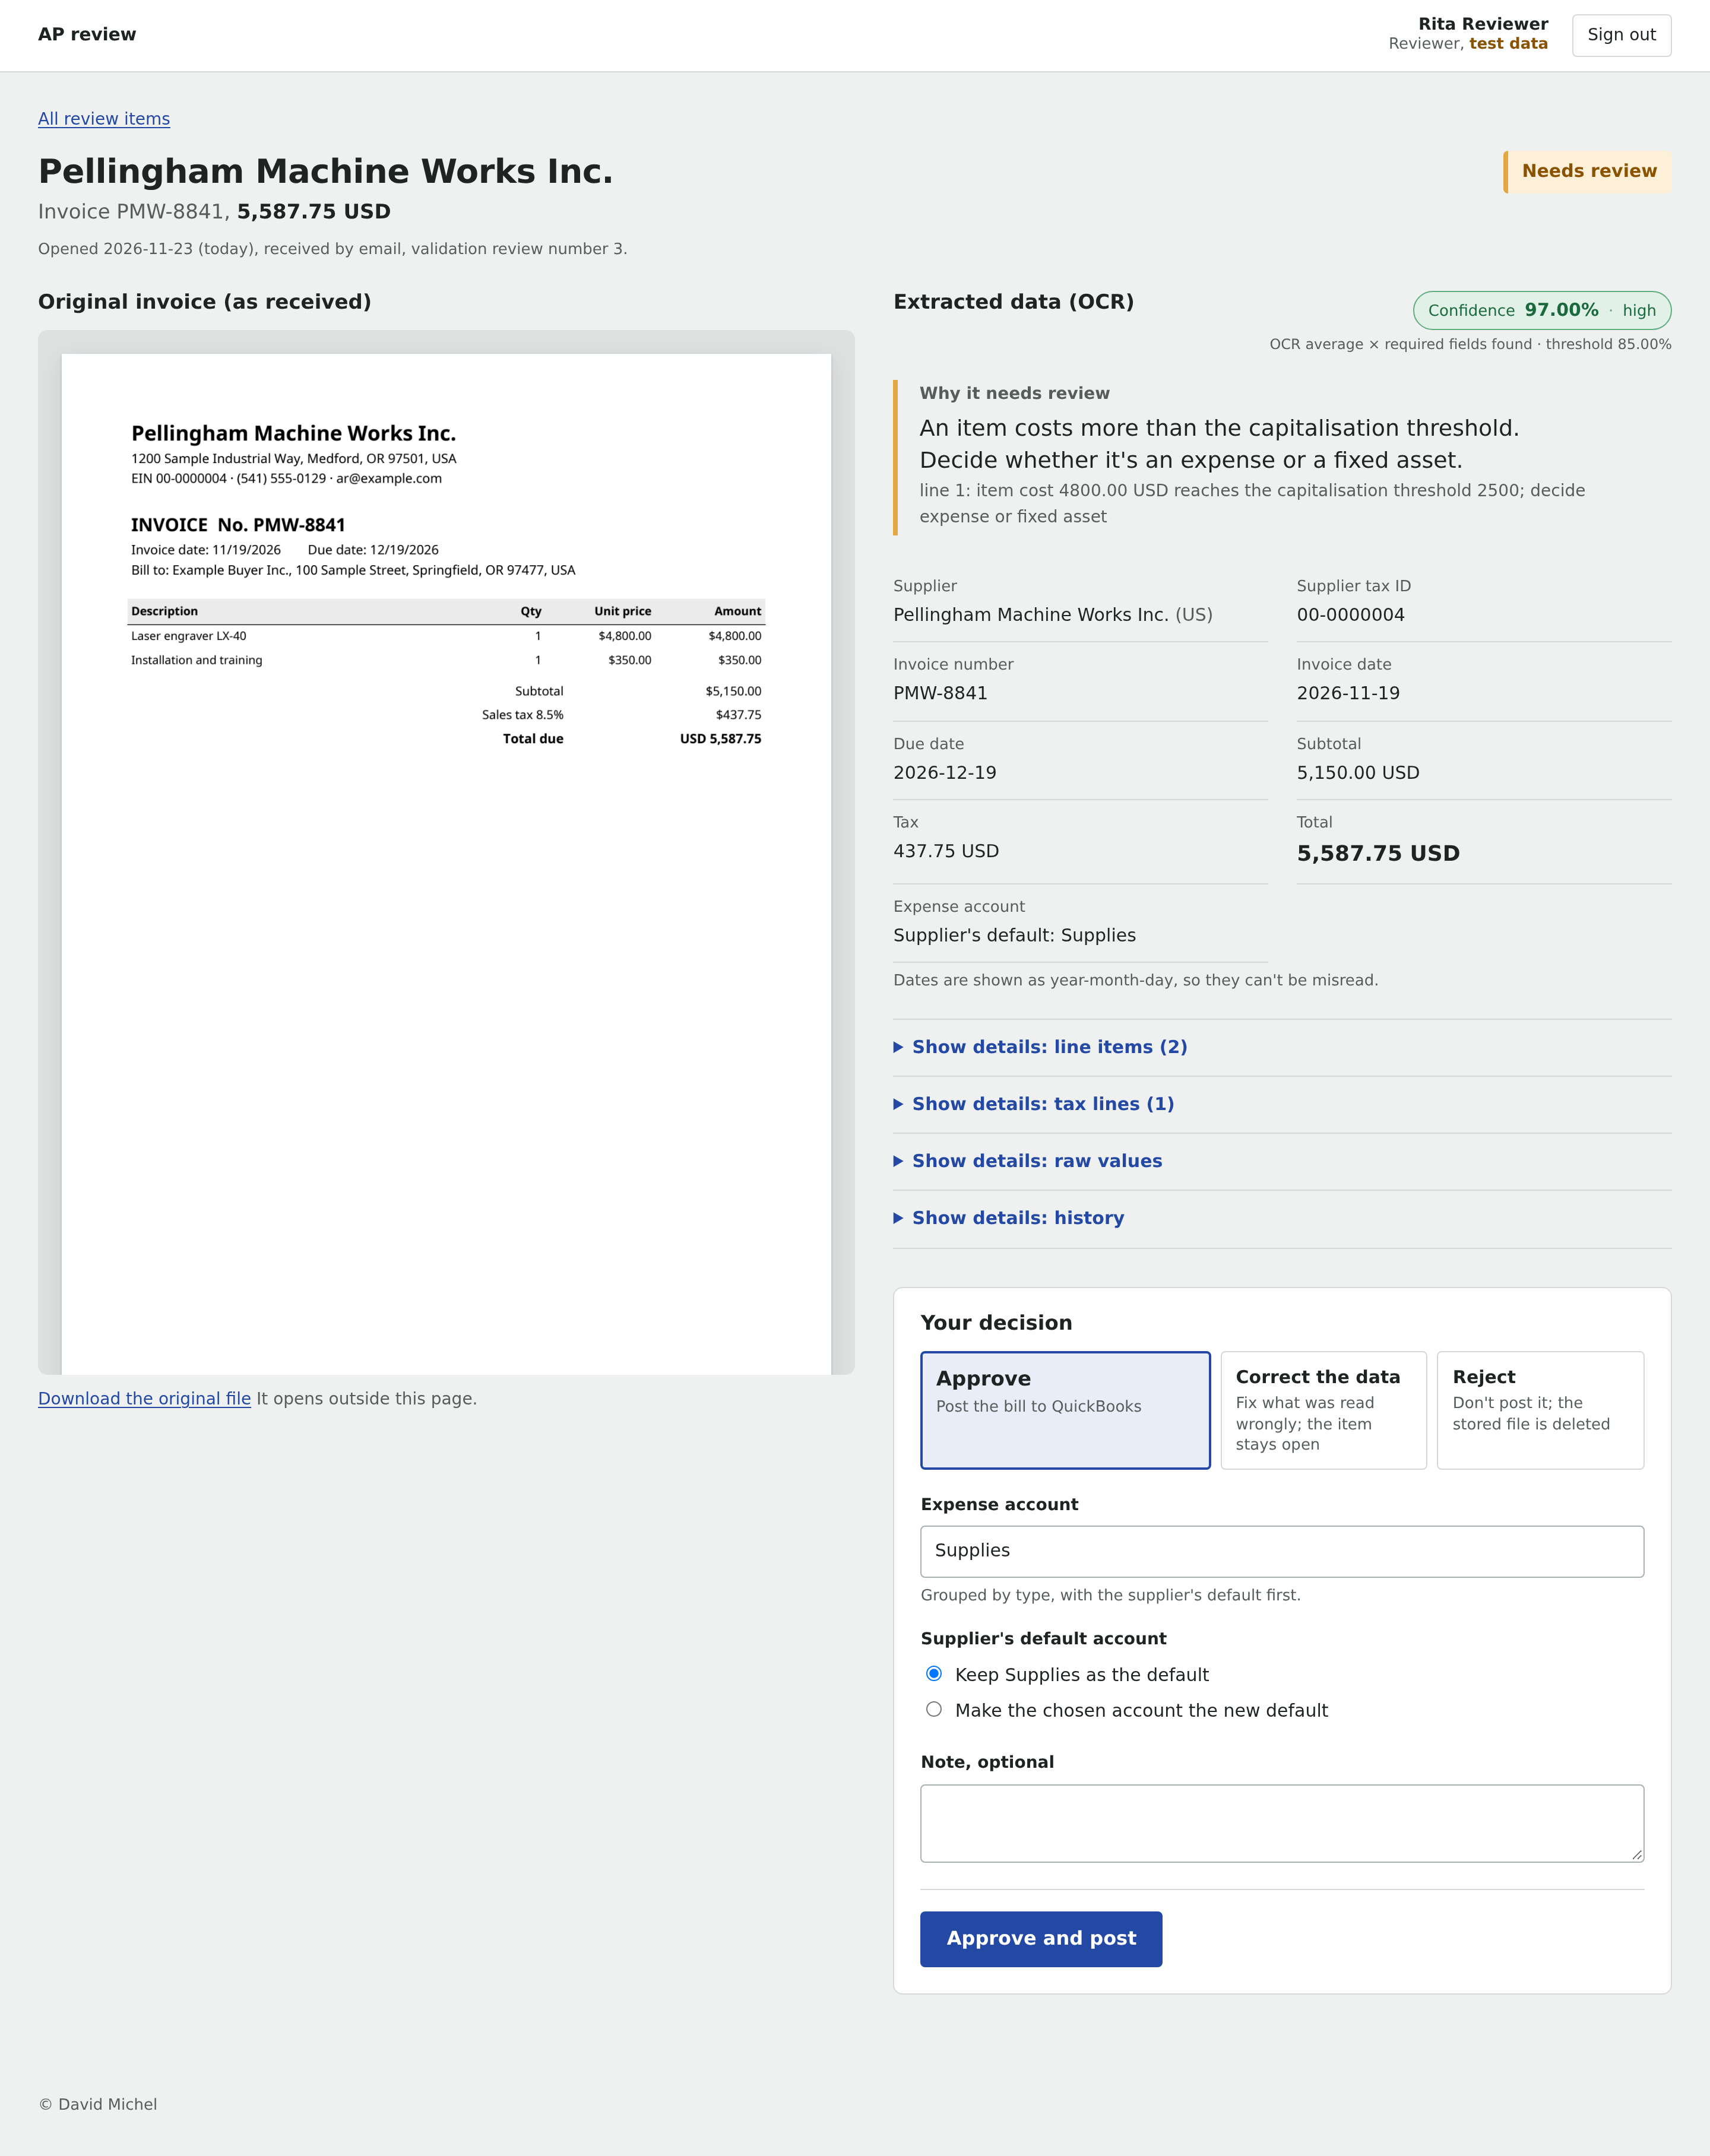 AP review
Rita Reviewer
Reviewer, test data
Sign out
All review items
Pellingham Machine Works Inc.
Needs review
Invoice PMW-8841, 5,587.75 USD
Opened 2026-11-23 (today), received by email, validation review number 3.
Original invoice (as received)
Pellingham Machine Works Inc.
1200 Sample Industrial Way, Medford, OR 97501, USA
EIN 00-0000004 · (541) 555-0129 · ar@example.com
INVOICE No. PMW-8841
Invoice date: 11/19/2026 Due date: 12/19/2026
Bill to: Example Buyer Inc., 100 Sample Street, Springfield, OR 97477, USA
Description Qty Unit price Amount
Laser engraver LX-40 1 $4,800.00 $4,800.00
Installation and training 1 $350.00 $350.00
Subtotal $5,150.00
Sales tax 8.5% $437.75
Total due USD 5,587.75
Download the original file It opens outside this page.
Extracted data (OCR)
Confidence 97.00% · high
OCR average × required fields found · threshold 85.00%
Why it needs review
An item costs more than the capitalisation threshold.
Decide whether it's an expense or a fixed asset.
line 1: item cost 4800.00 USD reaches the capitalisation threshold 2500; decide
expense or fixed asset
Supplier
Pellingham Machine Works Inc. (US)
Supplier tax ID
00-0000004
Invoice number
PMW-8841
Invoice date
2026-11-19
Due date
2026-12-19
Subtotal
5,150.00 USD
Tax
437.75 USD
Total
5,587.75 USD
Expense account
Supplier's default: Supplies
Dates are shown as year-month-day, so they can't be misread.
Show details: line items (2)
Show details: tax lines (1)
Show details: raw values
Show details: history
Your decision
Approve
Post the bill to QuickBooks
Correct the data
Fix what was read
wrongly; the item
stays open
Reject
Don't post it; the
stored file is deleted
Expense account
Supplies
Grouped by type, with the supplier's default first.
Supplier's default account
Keep Supplies as the default
Make the chosen account the new default
Note, optional
Approve and post
© David Michel